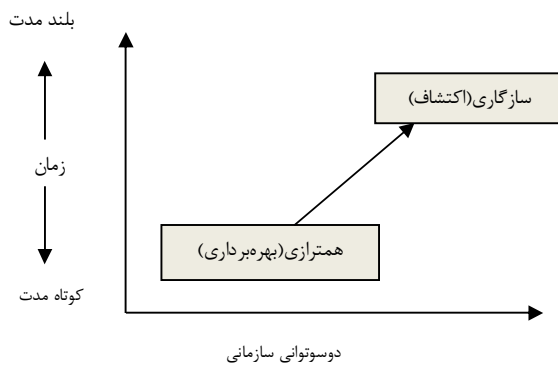 بلند مدت
سازگاری(اکتشاف)
زمان
همترازی(بهره‌برداری)
کوتاه مدت
دوسوتوانی سازمانی